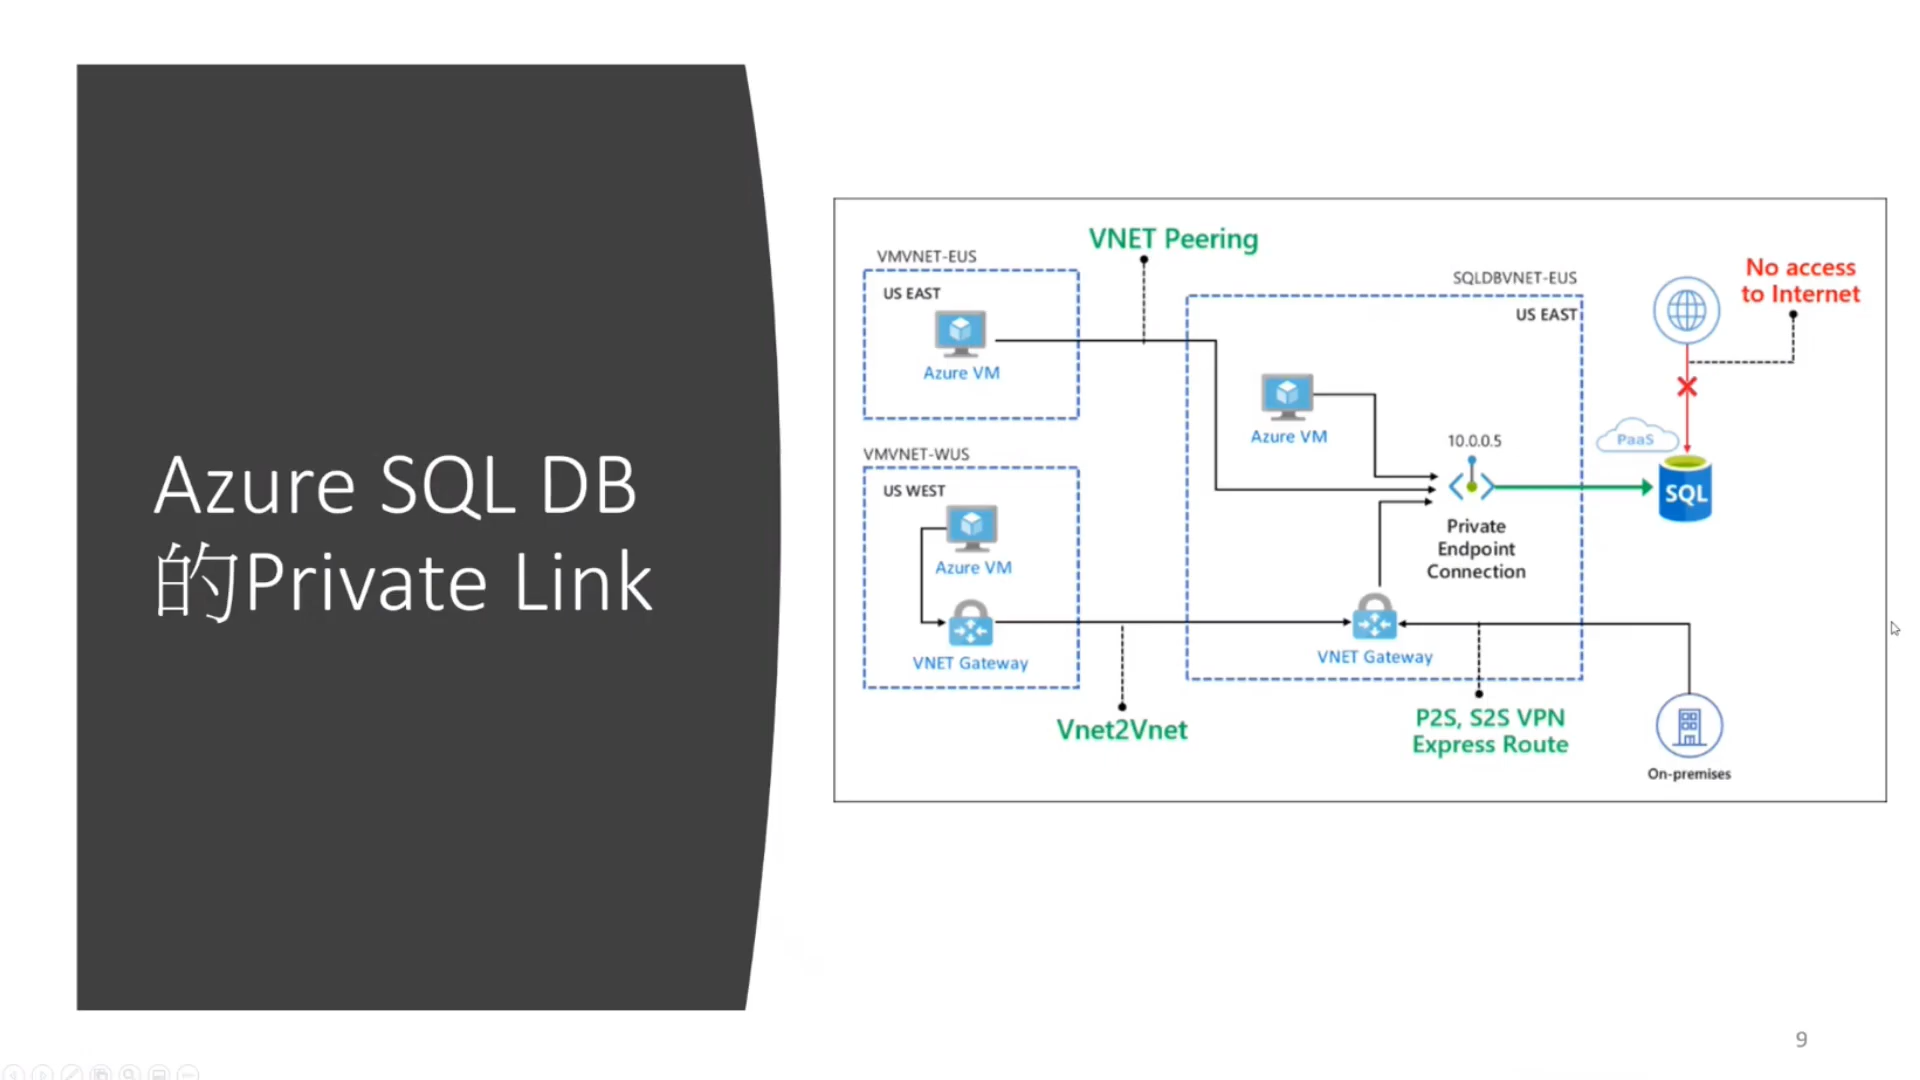 Azure SQL DB
的Private Link
VNET Peering
VMVNET-EUS
US EAST
Azure VM
VMVNET-WUS
US WEST
Azure VM
VNET Gateway
Vnet2Vnet
SQLDBVNET-EUS
US EAST
Azure VM
10.0.0.5
Private
Endpoint
Connection
VNET Gateway
P2S, S2S VPN
Express Route
No access
to Internet
PaaS
SQL
On-premises
9